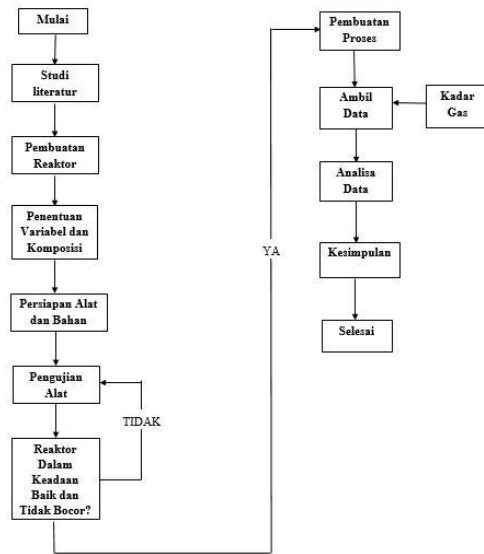 Mulai
Studi
literatur
Pembuatan
Reaktor
Penentuan
Variabel dan
Komposisi
Persiapan Alat
dan Bahan
Pengujian
Alat
TIDAK
Reaktor
Dalam
Keadaan
Baik dan
Tidak Bocor?
YA
Pembuatan
Proses
Ambil
Data
Kadar
Gas
Analisa
Data
Kesimpulan
Selesai